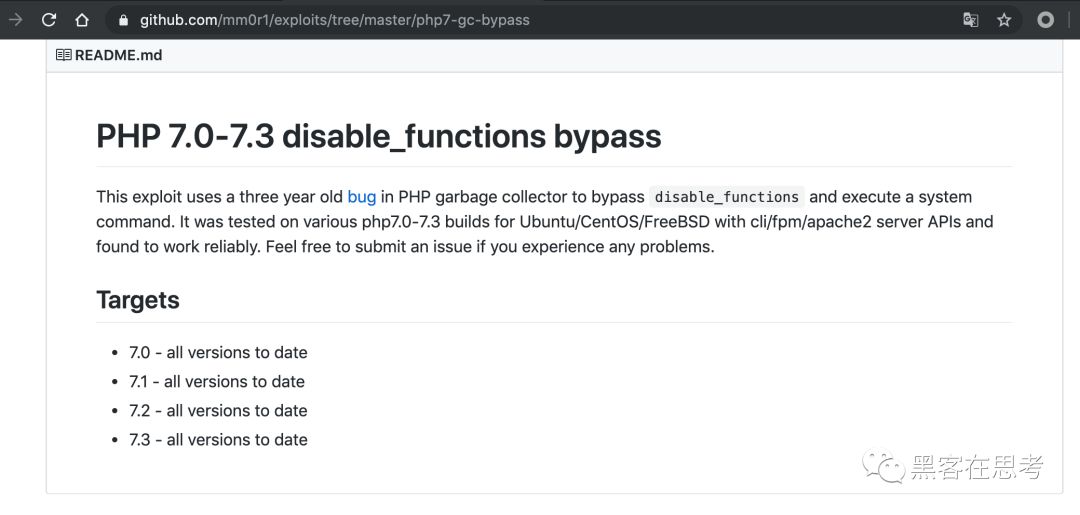 github.com/mm0r1/exploits/tree/master/php7-gc-bypass
README.md
PHP 7.0-7.3 disable_functions bypass
This exploit uses a three year old bug in PHP garbage collector to bypass disable_functions and execute a system
command. It was tested on various php7.0-7.3 builds for Ubuntu/CentOS/FreeBSD with cli/fpm/apache2 server APIs and
found to work reliably. Feel free to submit an issue if you experience any problems.
Targets
• 7.0 - all versions to date
• 7.1 - all versions to date
• 7.2 - all versions to date
• 7.3 - all versions to date
黑客在思考